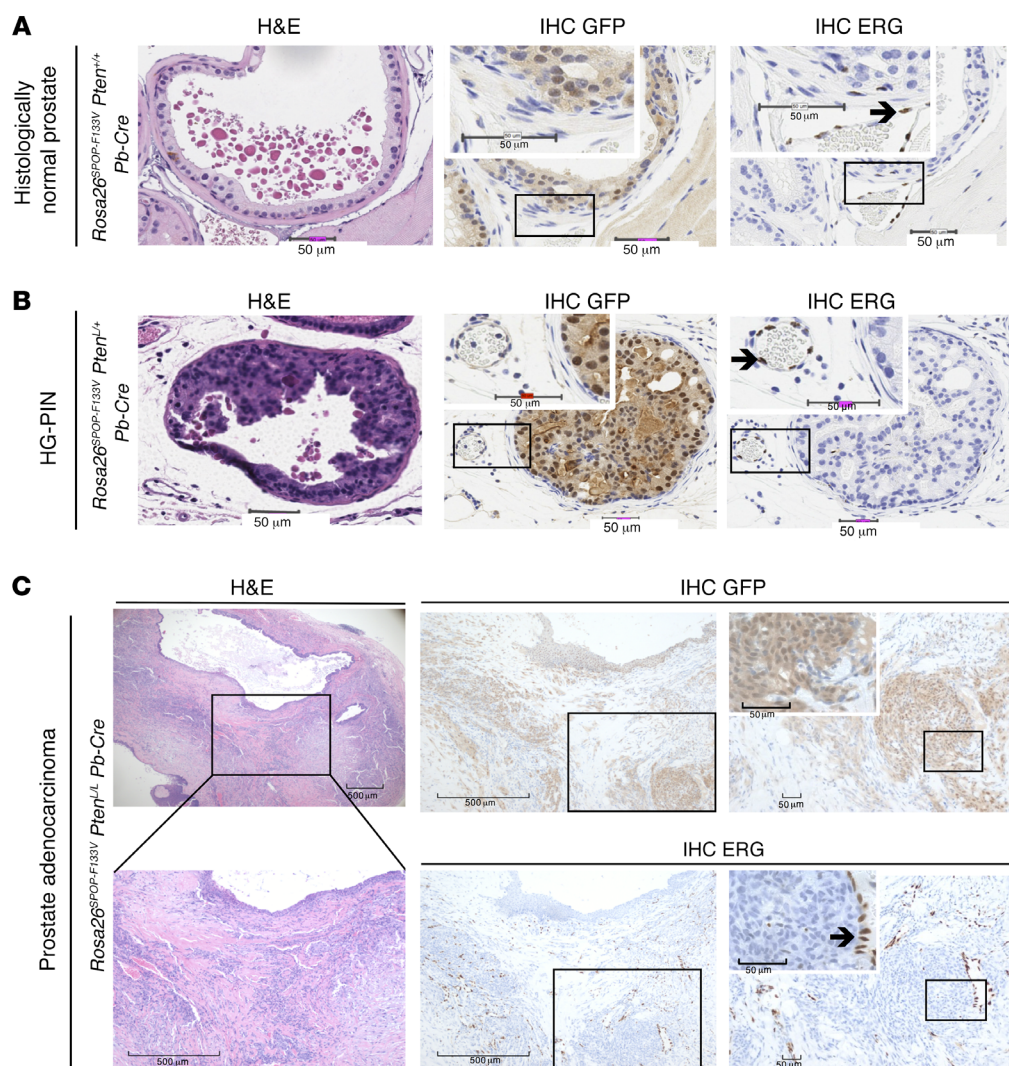 A
H&E
IHC GFP
IHC ERG
Histologically
normal prostate
Rosa26SPOP-F133V Pten+/+
Pb-Cre
50 μm
50 μm
50 μm
50 μm
50 μm
50 μm
50 μm
B
H&E
IHC GFP
IHC ERG
HG-PIN
Rosa26SPOP-F133V PtenL/+
Pb-Cre
50 μm
50 μm
50 μm
50 μm
50 μm
C
H&E
IHC GFP
Prostate adenocarcinoma
Rosa26SPOP-F133V PtenL/L Pb-Cre
500 μm
500 μm
50 μm
50 μm
IHC ERG
500 μm
500 μm
50 μm
50 μm